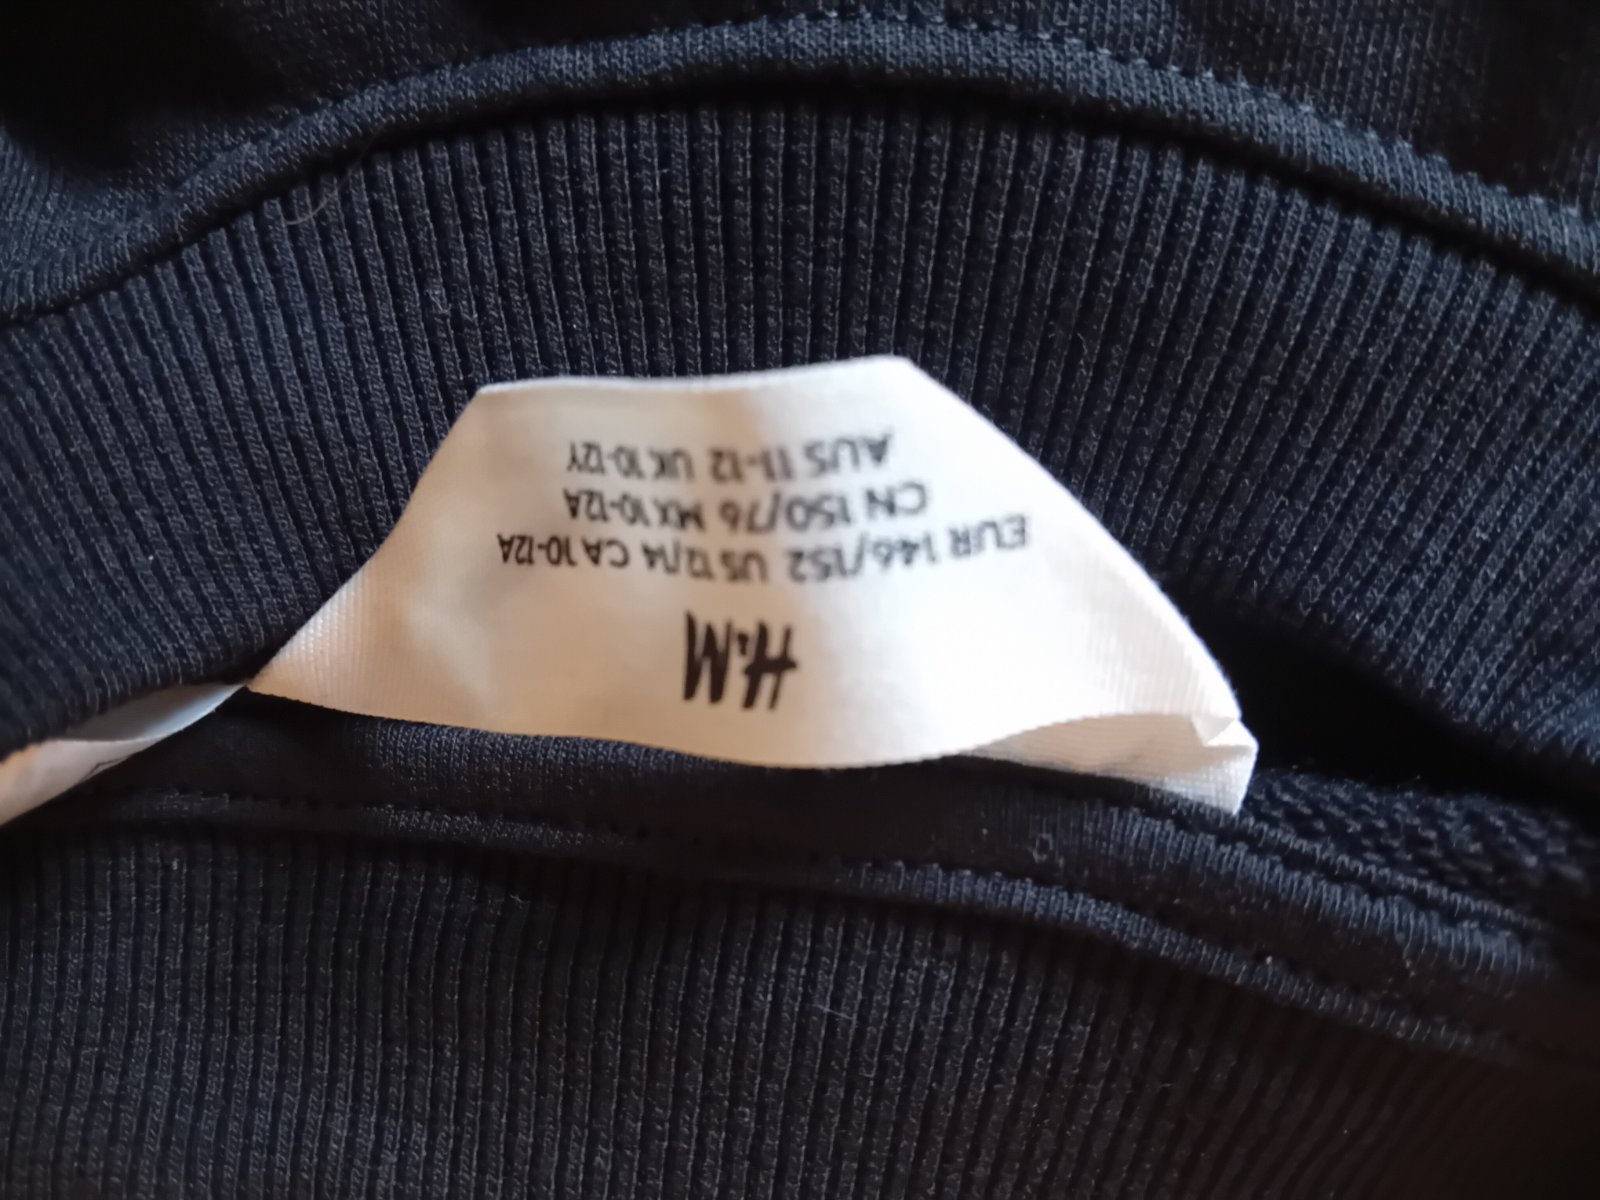 H&M
EUR 146/152 US 12/14 CA 10-12A
CN 150/76 MX 10-12A
AUS 11-12 UK 10-12Y